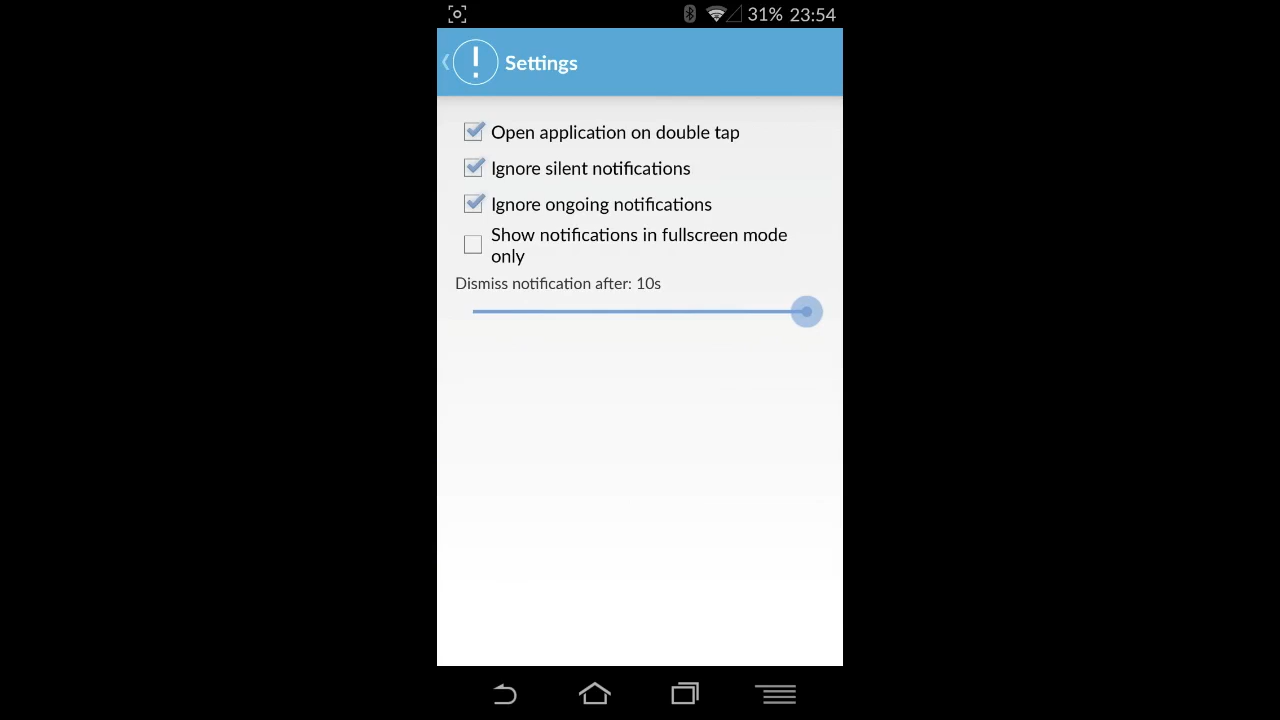 31% 23:54
Settings
Open application on double tap
Ignore silent notifications
Ignore ongoing notifications
Show notifications in fullscreen mode
only
Dismiss notification after: 10s